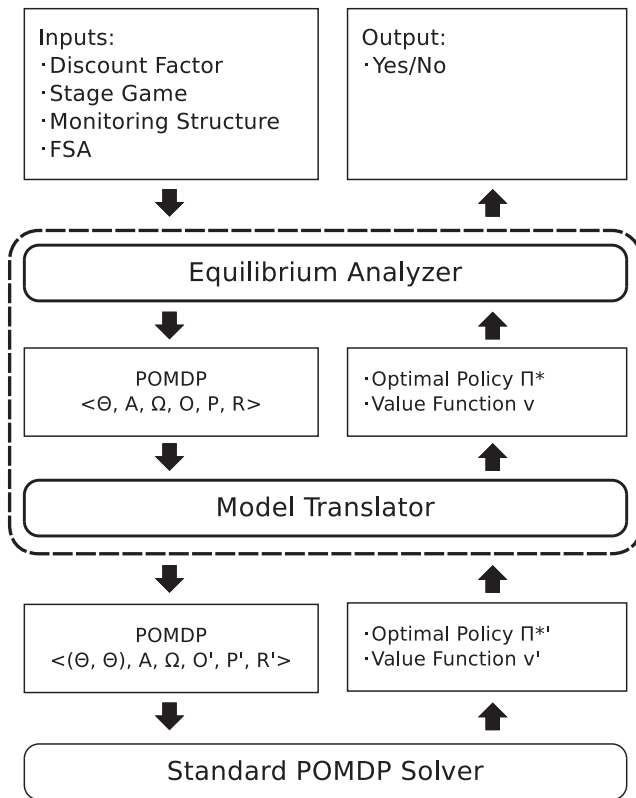 Inputs:
·Discount Factor
·Stage Game
·Monitoring Structure
·FSA
Output:
·Yes/No
Equilibrium Analyzer
POMDP
<Θ, A, Ω, O, P, R>
·Optimal Policy Π*
·Value Function v
Model Translator
POMDP
<(Θ, Θ), A, Ω, O', P', R'>
·Optimal Policy Π*'
·Value Function v'
Standard POMDP Solver